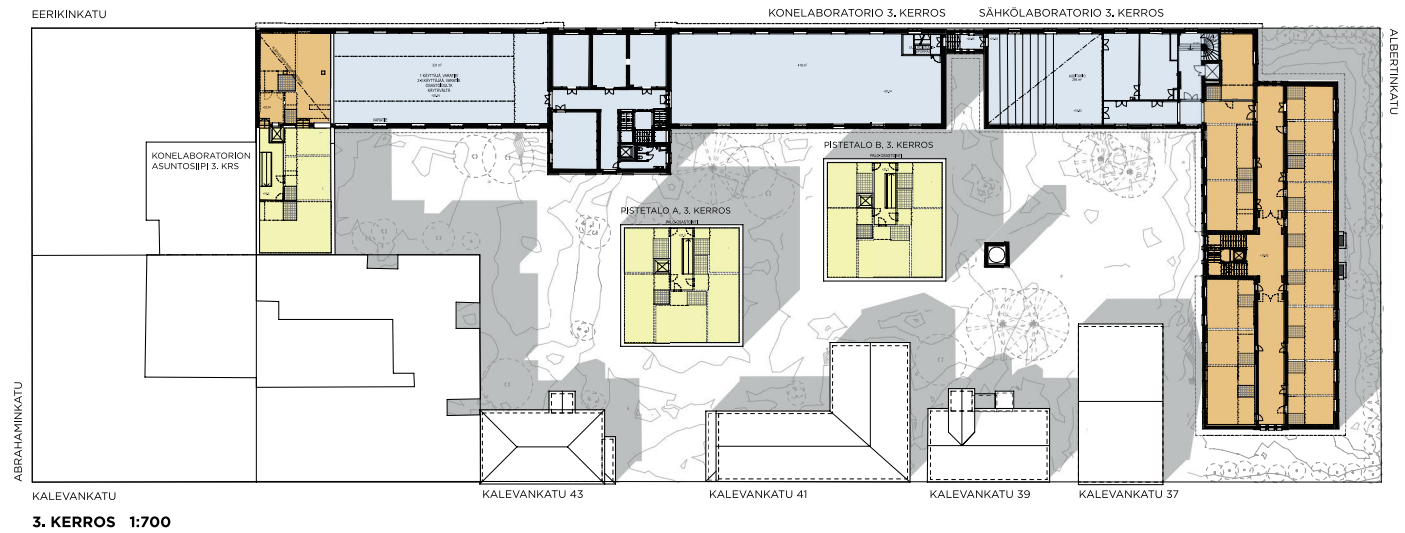 EERIKINKATU
KONELABORATORIO 3. KERROS
SÄHKÖLABORATORIO 3. KERROS
ALBERTINKATU
KONELABORATORION
ASUNTOSIIPI 3. KRS
PISTETALO B, 3. KERROS
PISTETALO A, 3. KERROS
ABRAHAMINKATU
KALEVANKATU
KALEVANKATU 43
KALEVANKATU 41
KALEVANKATU 39
KALEVANKATU 37
3. KERROS 1:700